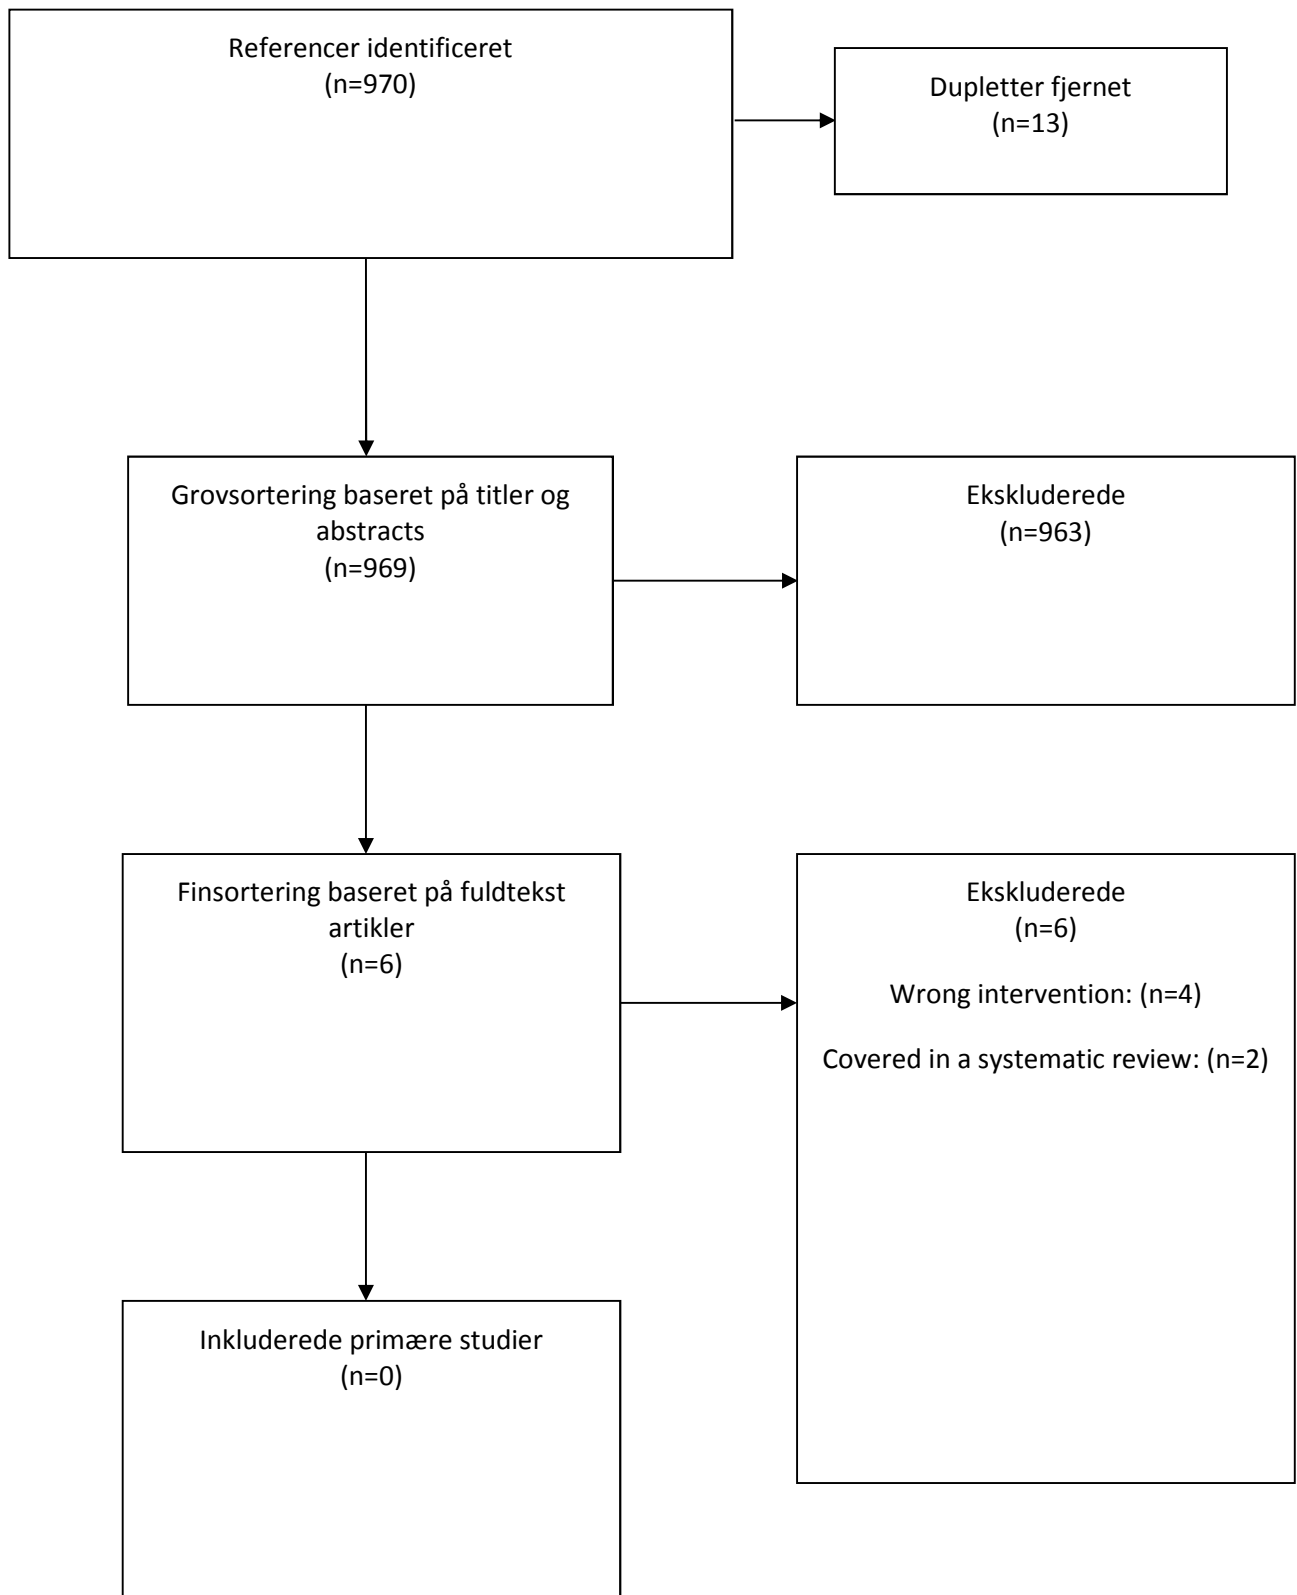 Referencer identificeret
(n=970)
Dupletter fjernet
(n=13)
Grovsortering baseret på titler og
abstracts
(n=969)
Ekskluderede
(n=963)
Finsortering baseret på fuldtekst
artikler
(n=6)
Ekskluderede
(n=6)
Wrong intervention: (n=4)
Covered in a systematic review: (n=2)
Inkluderede primære studier
(n=0)